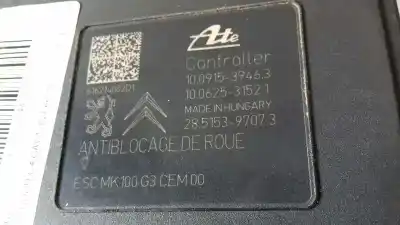 Ate
Controller
10.0915-3946.3
10.0625-3152.1
MADE IN HUNGARY
28.5153-9707.3
ANTIBLOCAGE DE ROUE
ESC MK100 G3 CEM 00